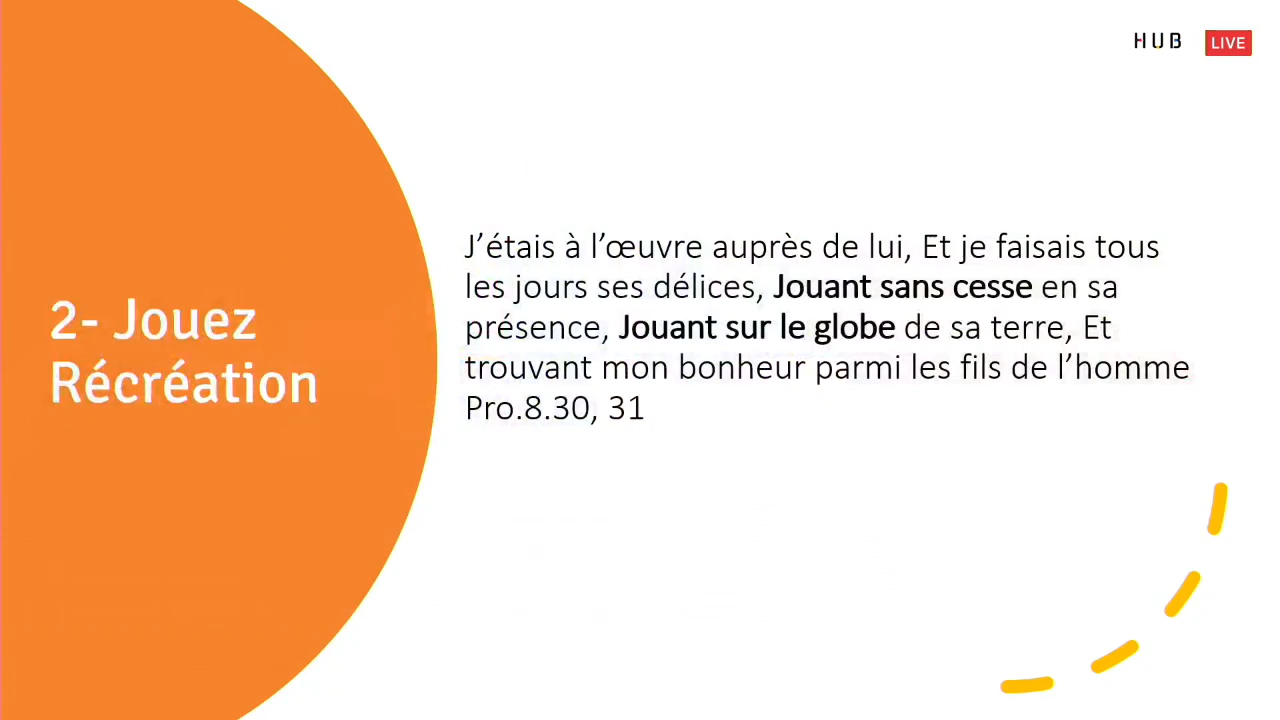 HUB LIVE
2- Jouez
Récréation
J’étais à l’œuvre auprès de lui, Et je faisais tous
les jours ses délices, Jouant sans cesse en sa
présence, Jouant sur le globe de sa terre, Et
trouvant mon bonheur parmi les fils de l’homme
Pro.8.30, 31